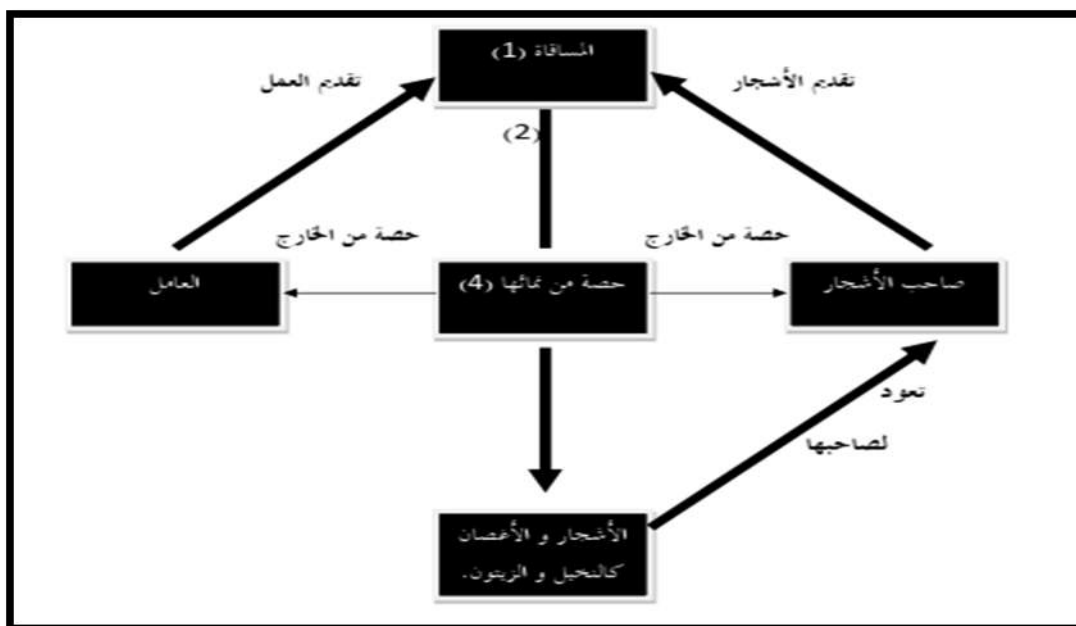 المساقاة (1)
تقديم الأشجار
تقديم العمل
(2)
حصة من الخارج
حصة من الخارج
صاحب الأشجار
حصة من نمائها (4)
العامل
تعود
لصاحبها
الأشجار و الأغصان
كالنخيل و الزيتون.